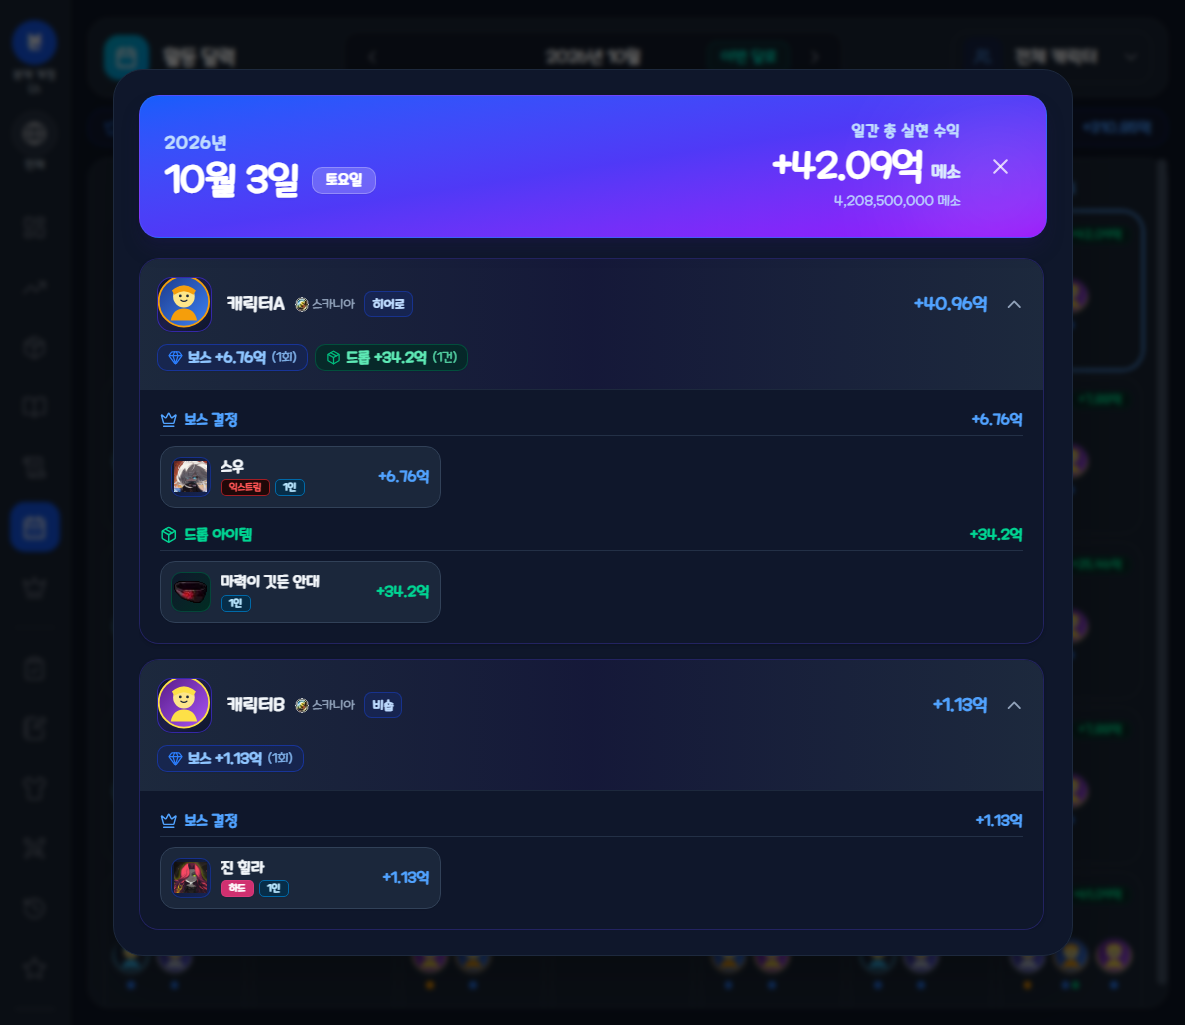 2026년
10월 3일 토요일
일간 총 실현 수익
+42.09억 메소
4,208,500,000 메소
캐릭터A 스카니아 히어로
+40.96억
보스 +6.76억 (1회) 드롭 +34.2억 (1건)
보스 결정
+6.76억
스우
익스트림 1인
+6.76억
드롭 아이템
+34.2억
마력이 깃든 안대
1인
+34.2억
캐릭터B 스카니아 비숍
+1.13억
보스 +1.13억 (1회)
보스 결정
+1.13억
진 힐라
하드 1인
+1.13억